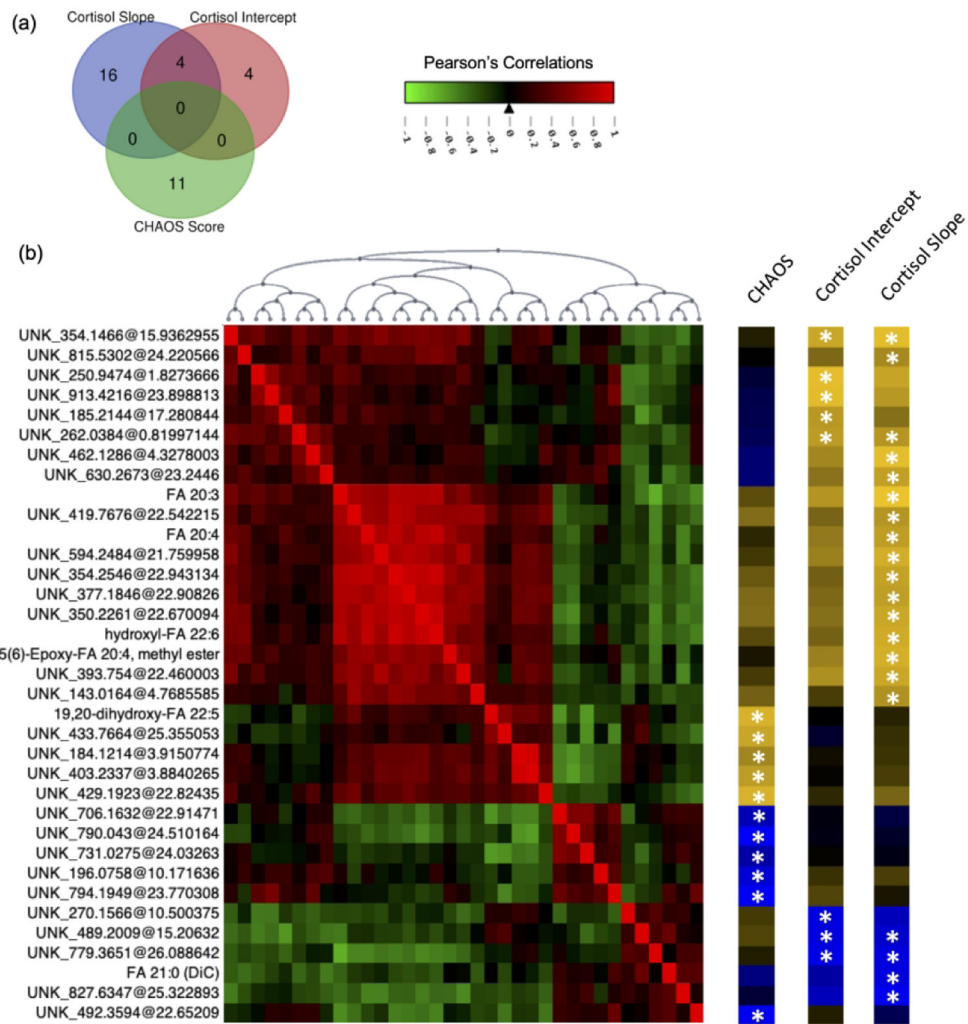 (a)
Cortisol Slope
Cortisol Intercept
16
4
4
0
0
0
11
CHAOS Score
Pearson's Correlations
-1
-0.8
-0.6
-0.4
-0.2
0
0.2
0.4
0.6
0.8
1
(b)
CHAOS
Cortisol Intercept
Cortisol Slope
UNK_354.1466@15.9362955 * *
UNK_815.5302@24.220566 *
UNK_250.9474@1.8273666 *
UNK_913.4216@23.898813 *
UNK_185.2144@17.280844 *
UNK_262.0384@0.81997144 * *
UNK_462.1286@4.3278003 *
UNK_630.2673@23.2446 *
FA 20:3 *
UNK_419.7676@22.542215 *
FA 20:4 *
UNK_594.2484@21.759958 *
UNK_354.2546@22.943134 *
UNK_377.1846@22.90826 *
UNK_350.2261@22.670094 *
hydroxyl-FA 22:6 *
5(6)-Epoxy-FA 20:4, methyl ester *
UNK_393.754@22.460003 *
UNK_143.0164@4.7685585 *
19,20-dihydroxy-FA 22:5 *
UNK_433.7664@25.355053 *
UNK_184.1214@3.9150774 *
UNK_403.2337@3.8840265 *
UNK_429.1923@22.82435 *
UNK_706.1632@22.91471 *
UNK_790.043@24.510164 *
UNK_731.0275@24.03263 *
UNK_196.0758@10.171636 *
UNK_794.1949@23.770308 *
UNK_270.1566@10.500375 *
UNK_489.2009@15.20632 * *
UNK_779.3651@26.088642 * *
FA 21:0 (DiC) *
UNK_827.6347@25.322893 *
UNK_492.3594@22.65209 *